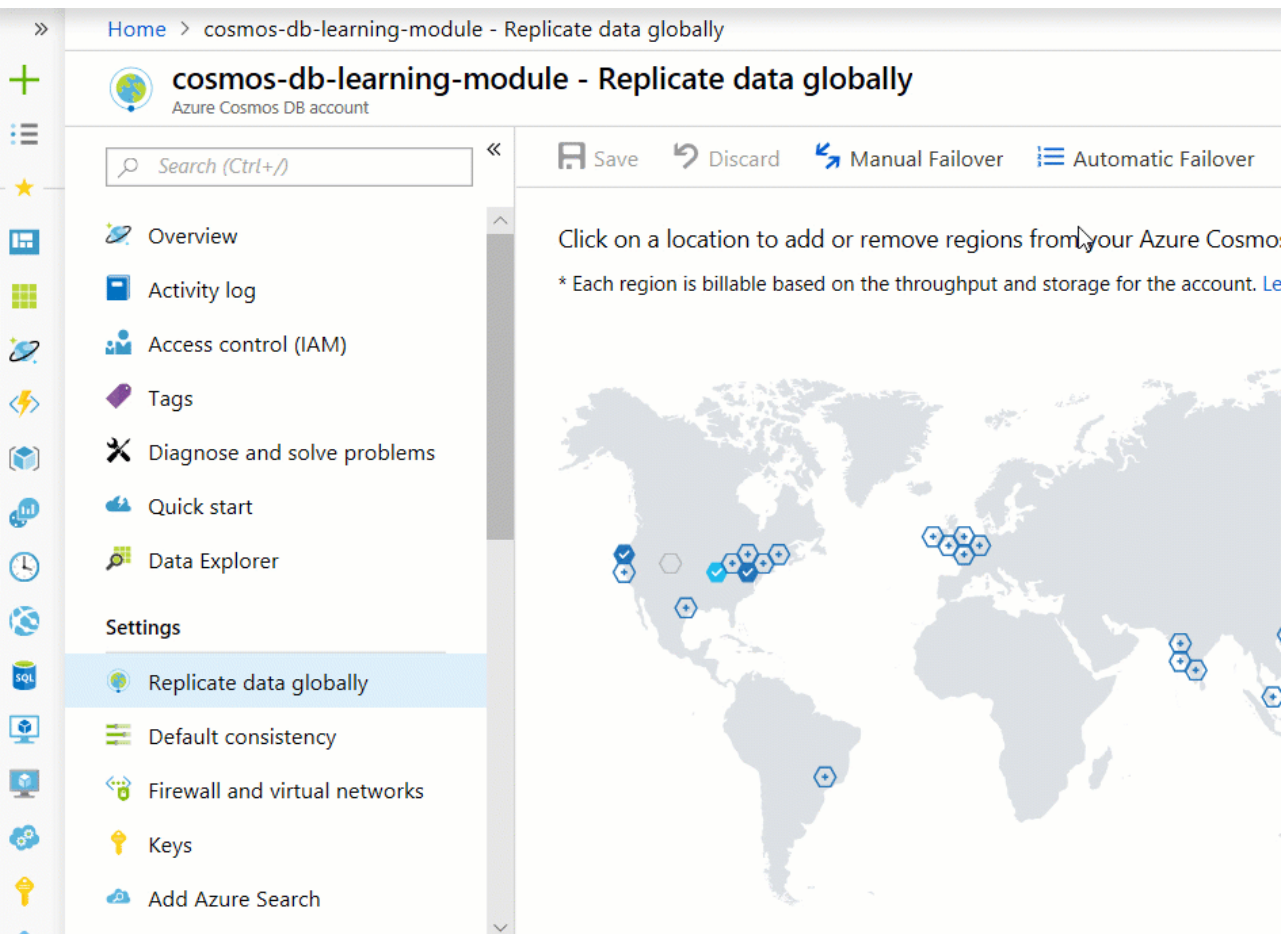 Home > cosmos-db-learning-module - Replicate data globally
cosmos-db-learning-module - Replicate data globally
Azure Cosmos DB account
Search (Ctrl+/)
Save Discard Manual Failover Automatic Failover
Overview
Activity log
Access control (IAM)
Tags
Diagnose and solve problems
Quick start
Data Explorer
Settings
Replicate data globally
Default consistency
Firewall and virtual networks
Keys
Add Azure Search
Click on a location to add or remove regions from your Azure Cosmos
* Each region is billable based on the throughput and storage for the account. Le
SQL